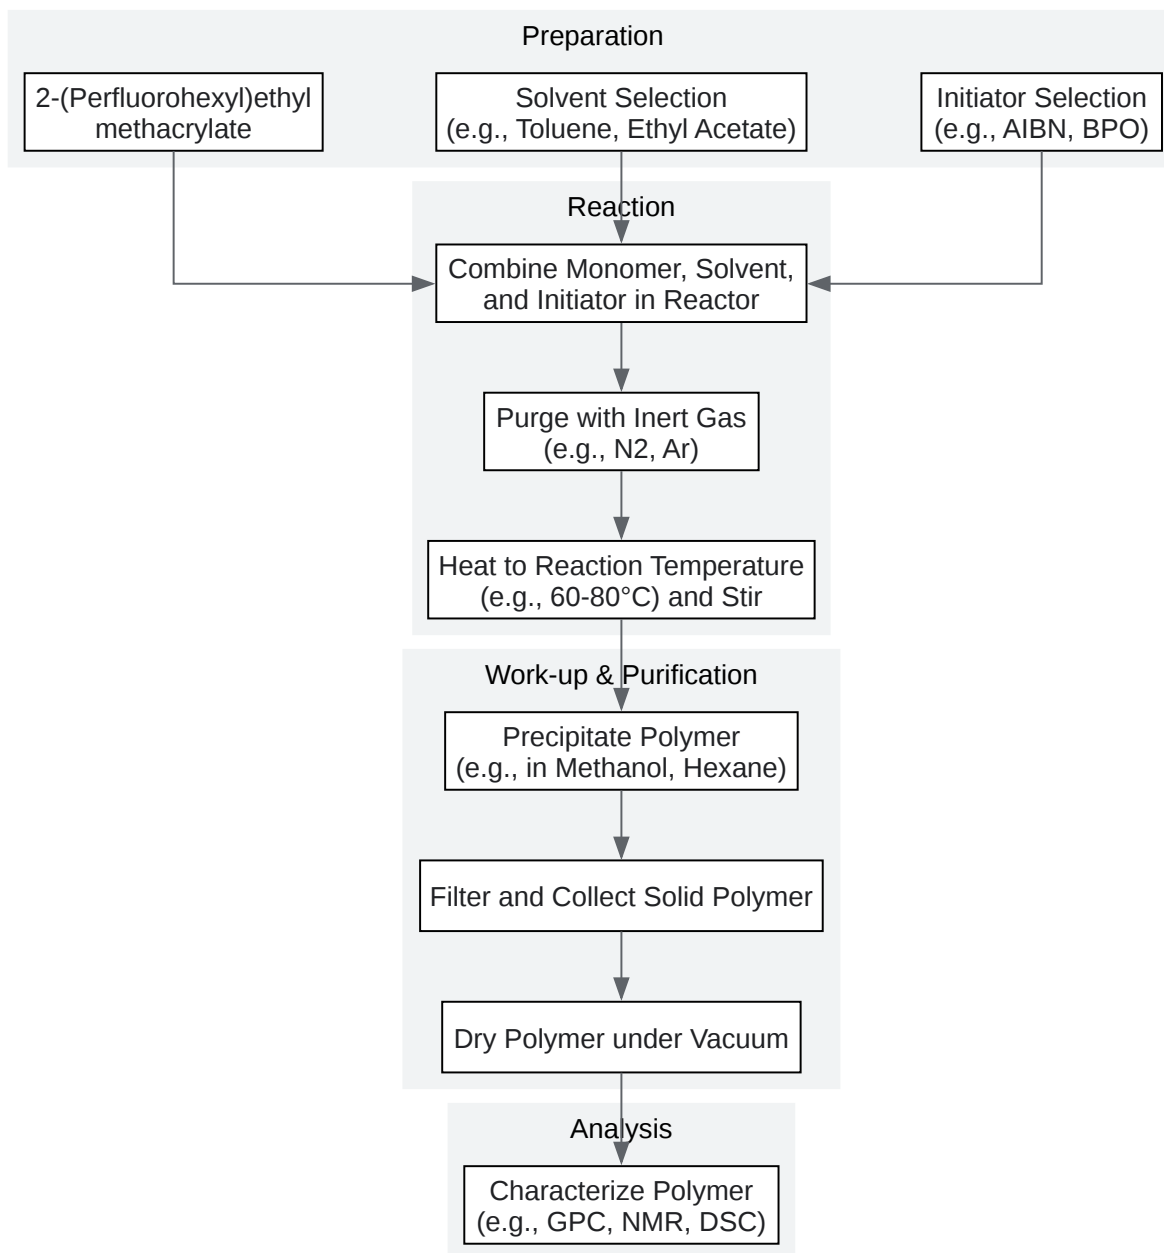 Preparation
2-(Perfluorohexyl)ethyl
methacrylate
Solvent Selection
(e.g., Toluene, Ethyl Acetate)
Initiator Selection
(e.g., AIBN, BPO)
Reaction
Combine Monomer, Solvent,
and Initiator in Reactor
Purge with Inert Gas
(e.g., N2, Ar)
Heat to Reaction Temperature
(e.g., 60-80°C) and Stir
Work-up & Purification
Precipitate Polymer
(e.g., in Methanol, Hexane)
Filter and Collect Solid Polymer
Dry Polymer under Vacuum
Analysis
Characterize Polymer
(e.g., GPC, NMR, DSC)